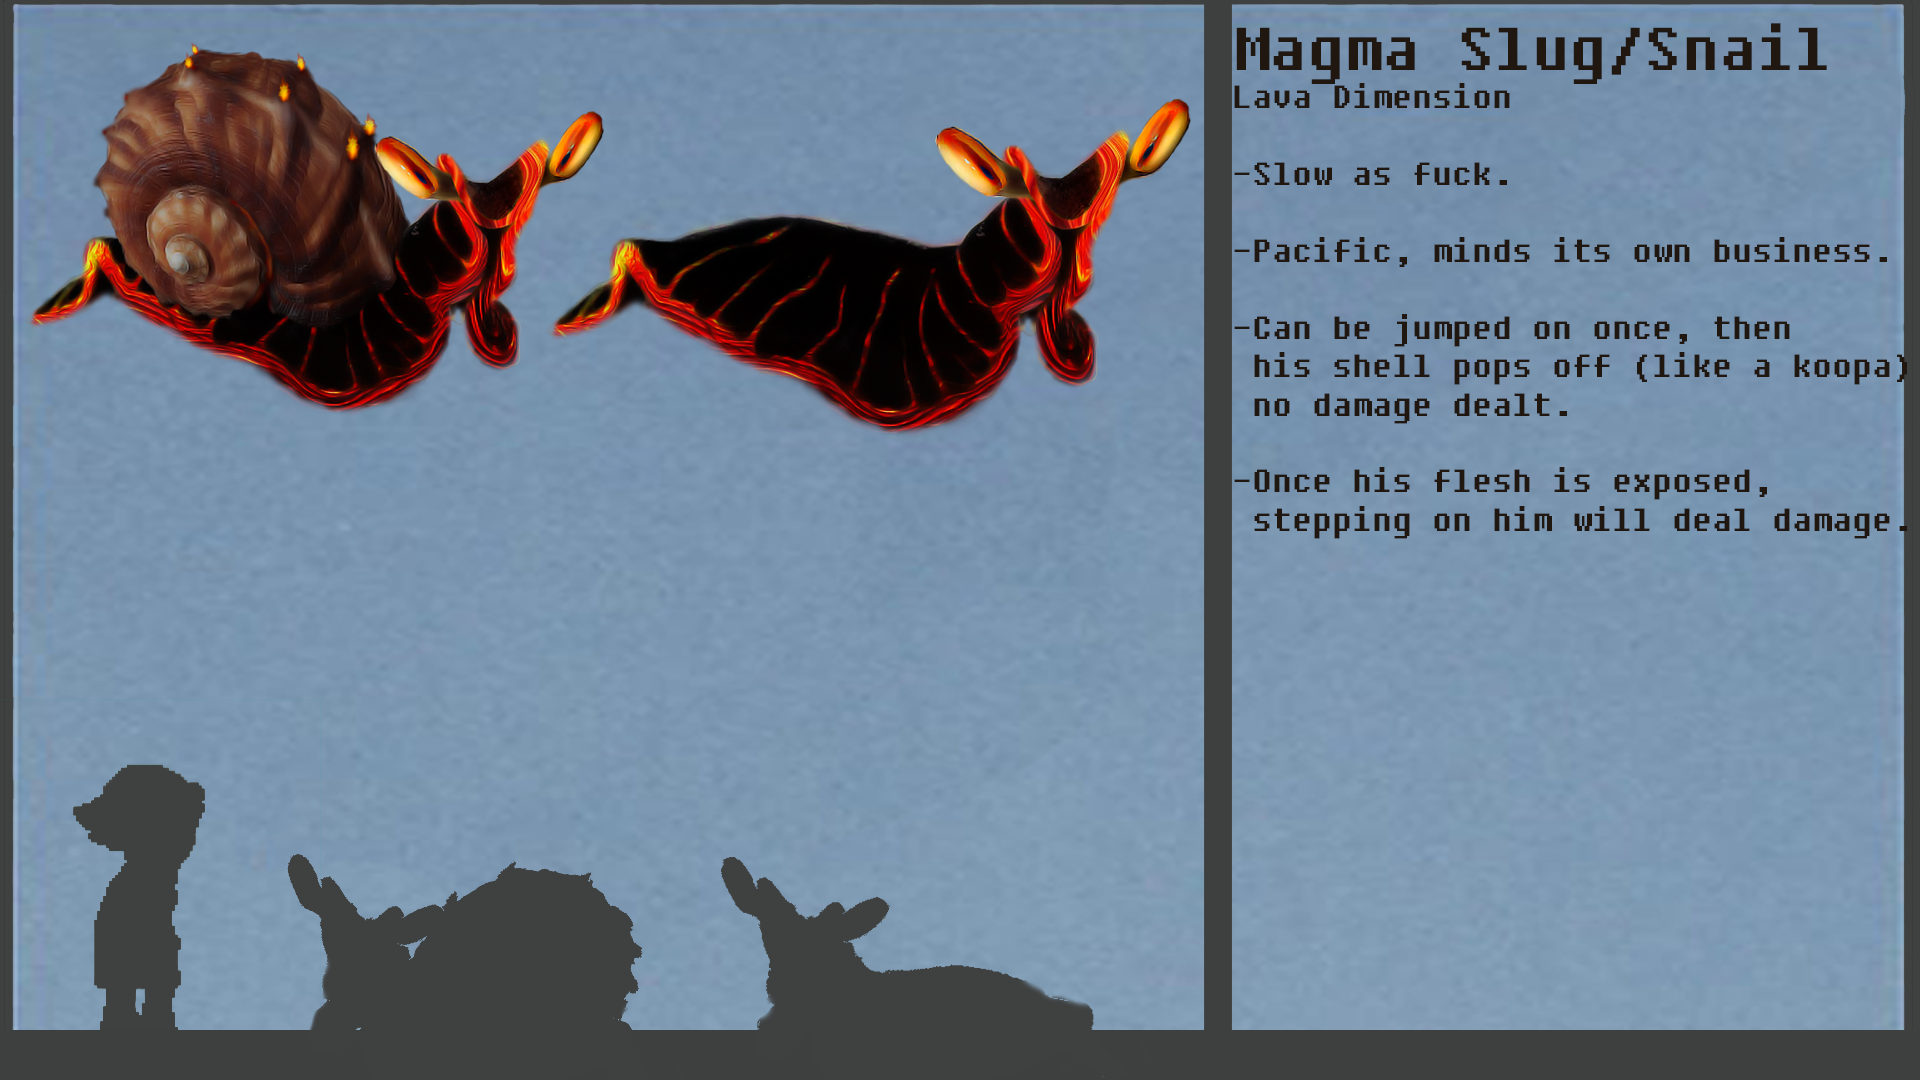 Magma Slug/Snail
Lava Dimension
-Slow as fuck.
-Pacific, minds its own business.
-Can be jumped on once, then
his shell pops off (like a koopa)
no damage dealt.
-Once his flesh is exposed,
stepping on him will deal damage.